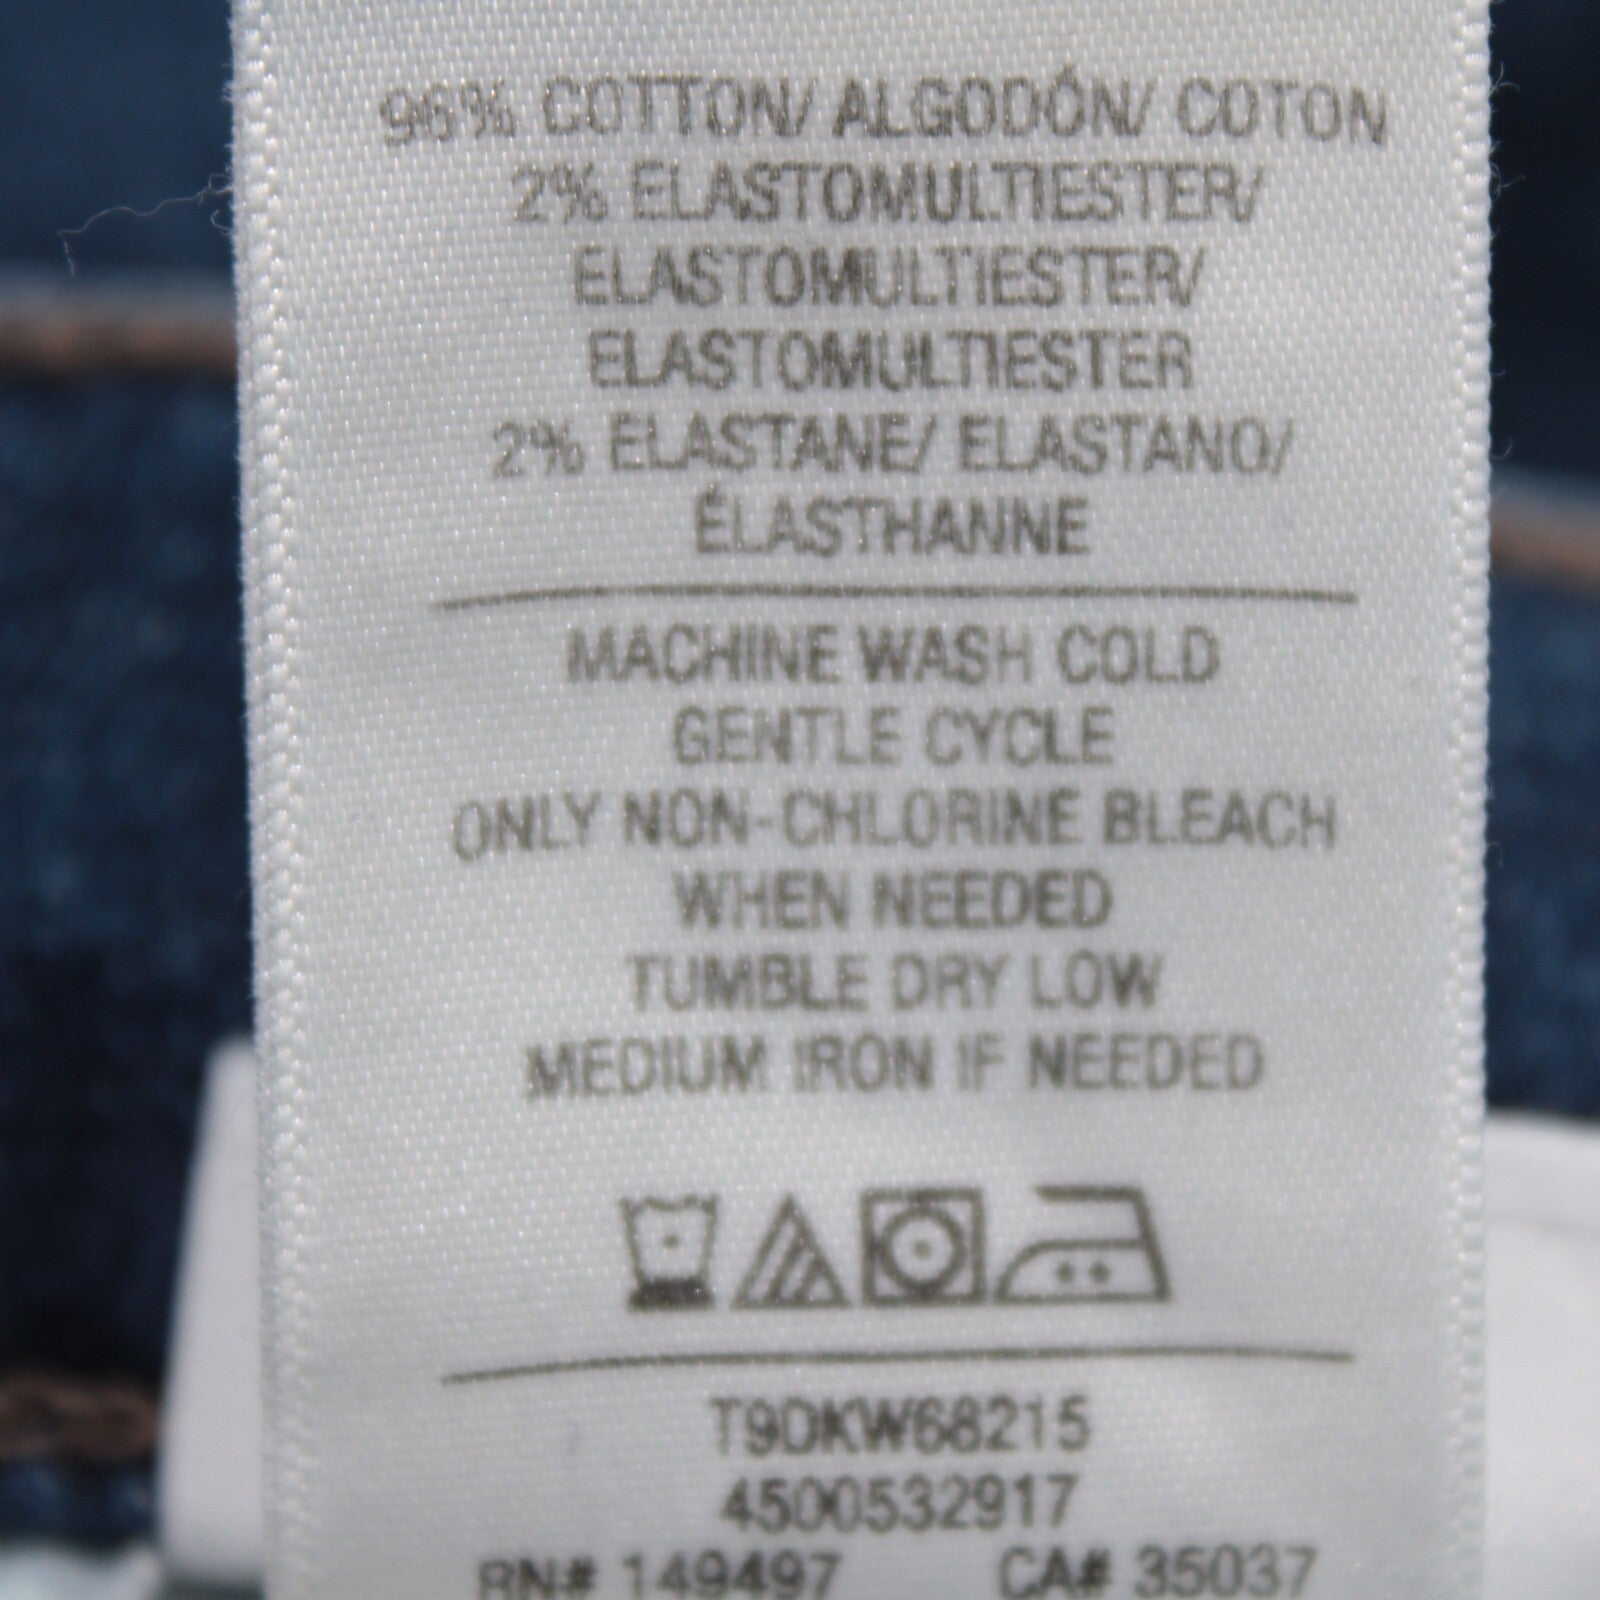 96% COTTON/ ALGODÓN/ COTON
2% ELASTOMULTIESTER/
ELASTOMULTIESTER/
ELASTOMULTIESTER
2% ELASTANE/ ELASTANO/
ÉLASTHANNE
MACHINE WASH COLD
GENTLE CYCLE
ONLY NON-CHLORINE BLEACH
WHEN NEEDED
TUMBLE DRY LOW
MEDIUM IRON IF NEEDED
T9DKW68215
4500532917
RN# 149497 CA# 35037